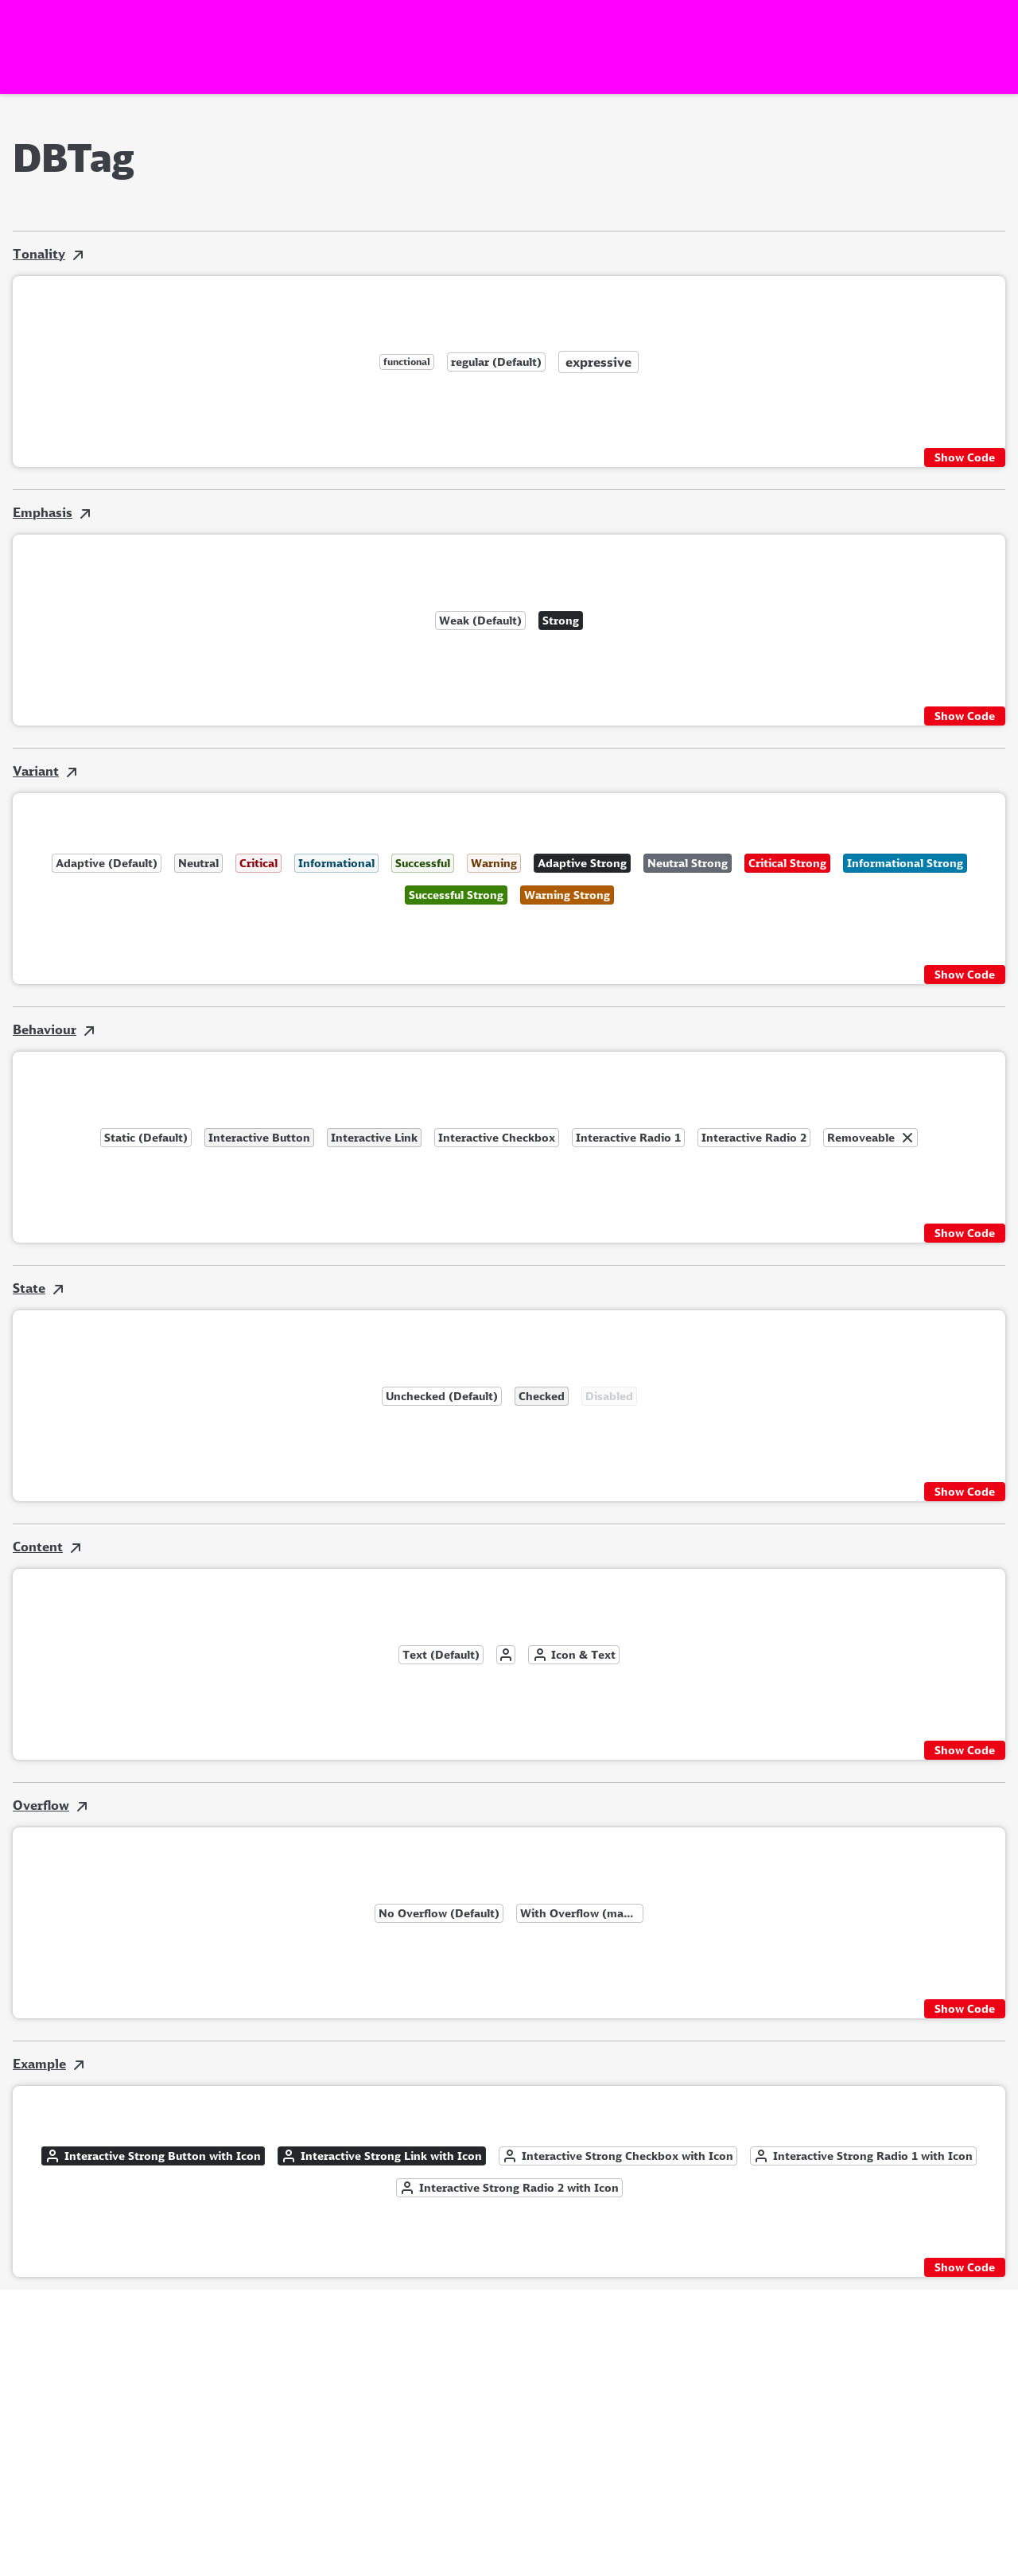 DBTag
Tonality
functional regular (Default) expressive
Show Code
Emphasis
Weak (Default) Strong
Show Code
Variant
Adaptive (Default) Neutral Critical Informational Successful Warning Adaptive Strong Neutral Strong Critical Strong Informational Strong
Successful Strong Warning Strong
Show Code
Behaviour
Static (Default) Interactive Button Interactive Link Interactive Checkbox Interactive Radio 1 Interactive Radio 2 Removeable
Show Code
State
Unchecked (Default) Checked Disabled
Show Code
Content
Text (Default) Icon & Text
Show Code
Overflow
No Overflow (Default) With Overflow (ma...
Show Code
Example
Interactive Strong Button with Icon Interactive Strong Link with Icon Interactive Strong Checkbox with Icon Interactive Strong Radio 1 with Icon
Interactive Strong Radio 2 with Icon
Show Code